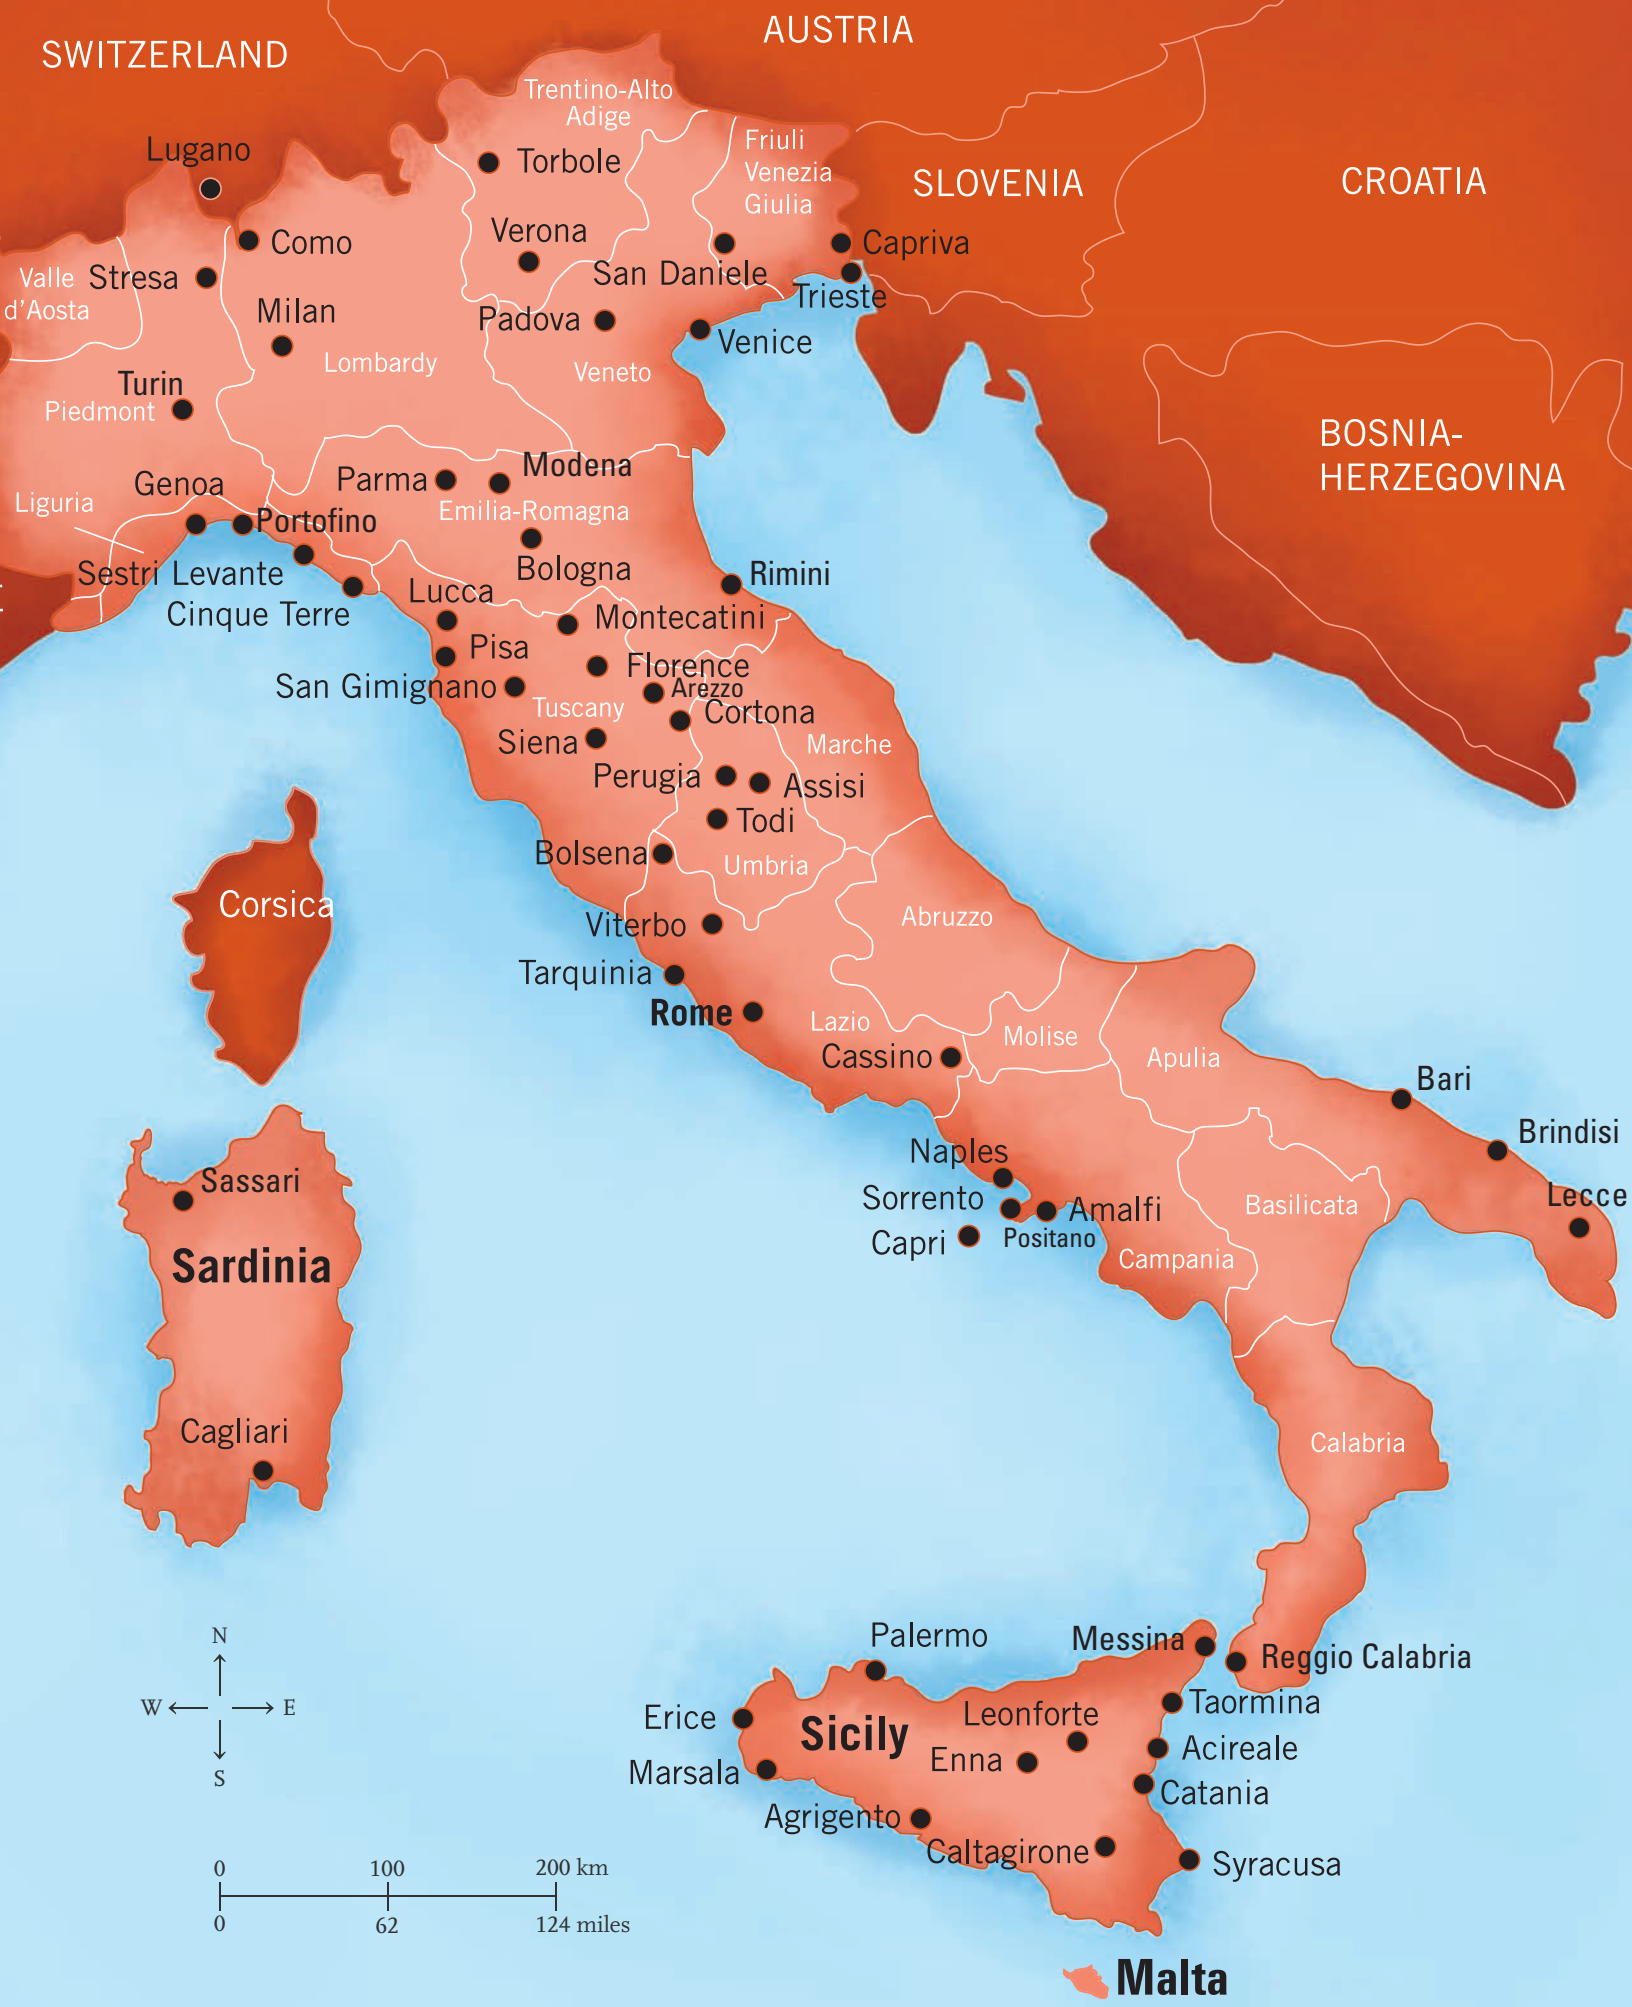 AUSTRIA
SWITZERLAND
Trentino-Alto
Adige
Friuli
Venezia
Giulia
Lugano
Torbole
SLOVENIA
CROATIA
Como
Verona
Capriva
Valle
d'Aosta
Stresa
San Daniele
Trieste
Milan
Padova
Venice
Lombardy
Veneto
Turin
Piedmont
BOSNIA-
HERZEGOVINA
Genoa
Parma
Modena
Liguria
Emilia-Romagna
Portofino
Sestri Levante
Bologna
Rimini
Cinque Terre
Lucca
Montecatini
Pisa
Florence
San Gimignano
Arezzo
Tuscany
Cortona
Siena
Marche
Perugia
Assisi
Todi
Bolsena
Umbria
Corsica
Abruzzo
Viterbo
Tarquinia
Rome
Lazio
Molise
Cassino
Apulia
Bari
Brindisi
Naples
Sassari
Sorrento
Amalfi
Basilicata
Lecce
Capri
Positano
Campania
Sardinia
Cagliari
Calabria
N
W
E
S
Palermo
Messina
Reggio Calabria
Taormina
Erice
Sicily
Leonforte
Acireale
Enna
Marsala
Catania
Agrigento
Caltagirone
Syracusa
0 100 200 km
0 62 124 miles
Malta